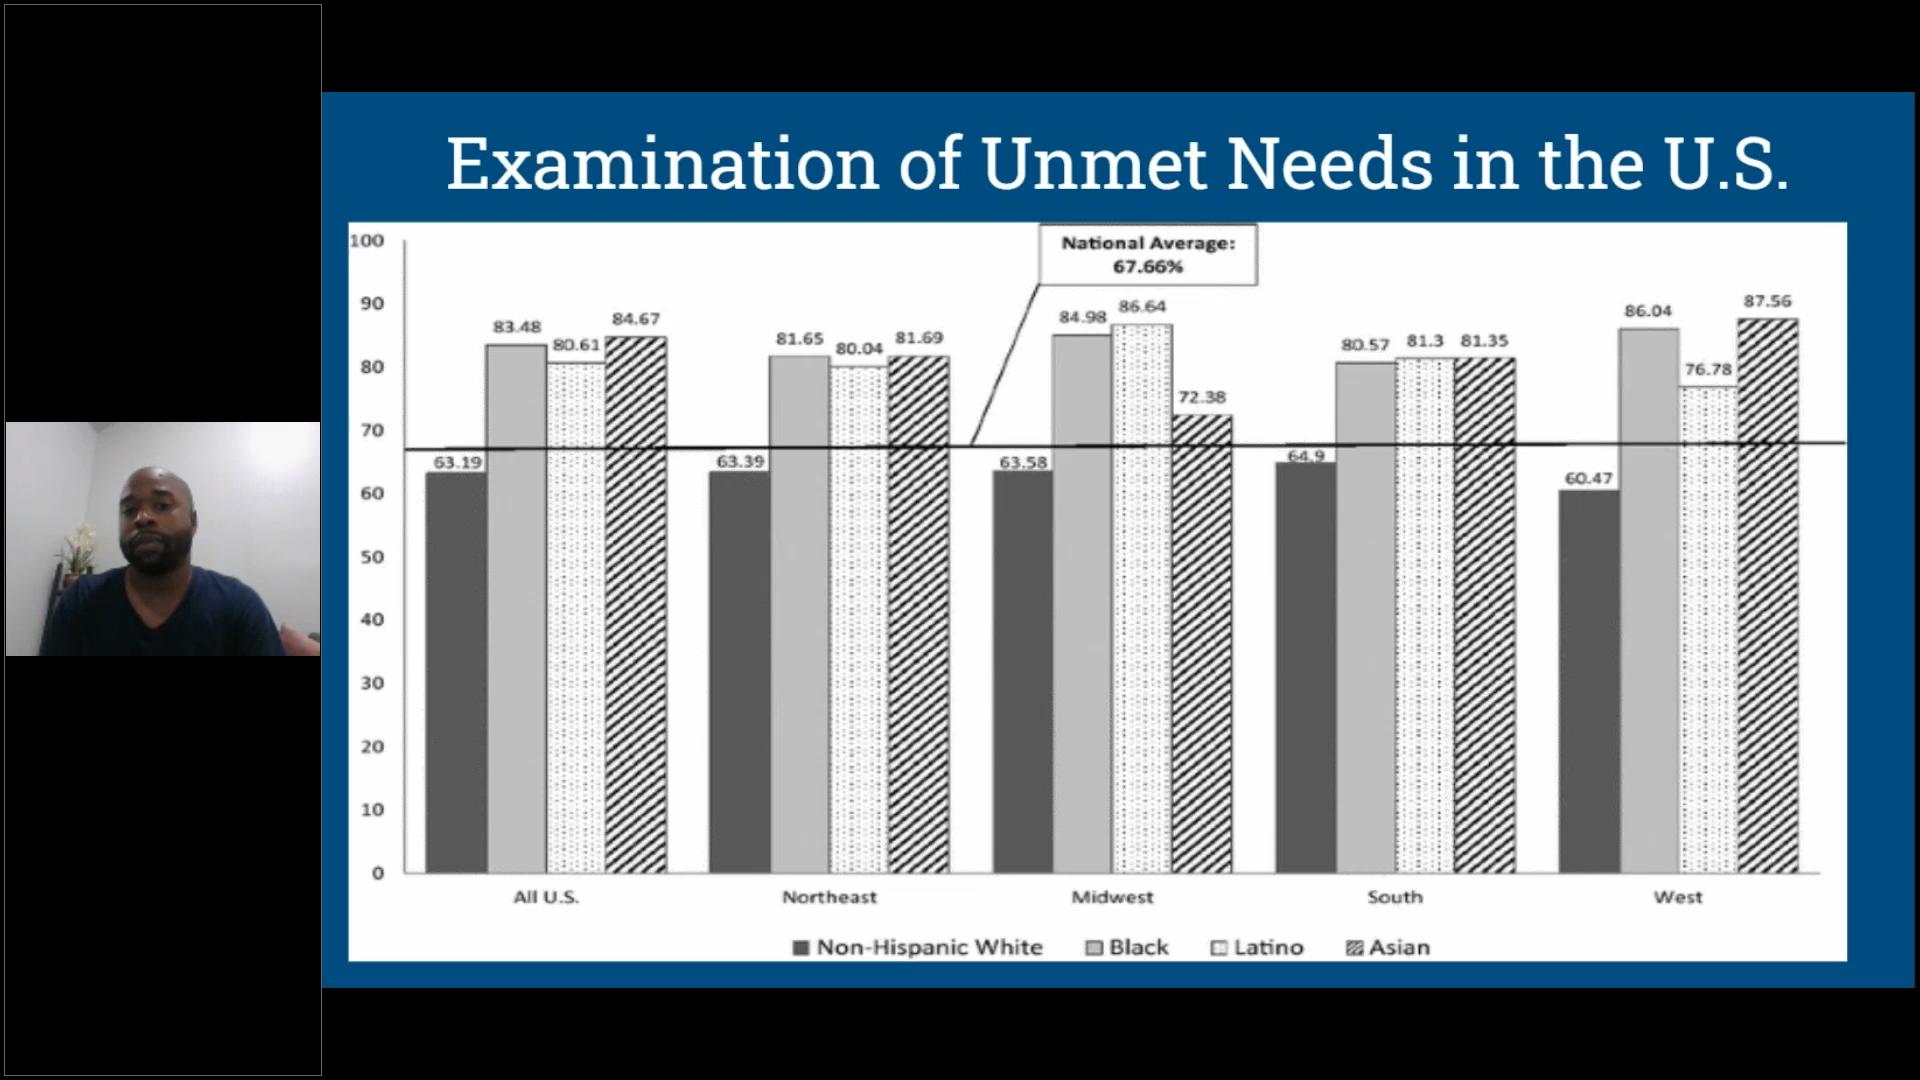 Examination of Unmet Needs in the U.S.
National Average:
67.66%
100
90
80
70
60
50
40
30
20
10
0
63.19
83.48
80.61
84.67
63.39
81.65
80.04
81.69
63.58
84.98
86.64
72.38
64.9
80.57
81.3
81.35
60.47
86.04
76.78
87.56
All U.S.
Northeast
Midwest
South
West
Non-Hispanic White
Black
Latino
Asian